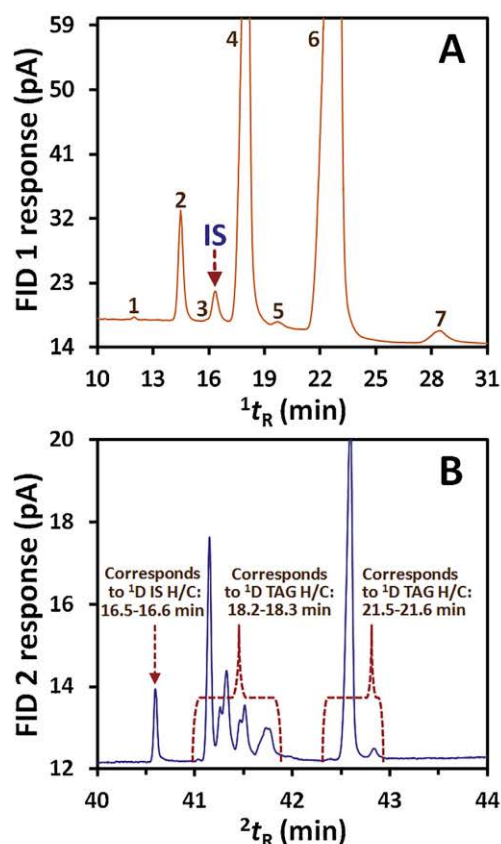 59
50
41
32
23
14
FID 1 response (pA)
A
4
6
2
IS
1
3
5
7
10 13 16 19 22 25 28 31
¹tR (min)
20
18
16
14
12
FID 2 response (pA)
B
Corresponds
to ¹D IS H/C:
16.5-16.6 min
Corresponds
to ¹D TAG H/C:
18.2-18.3 min
Corresponds
to ¹D TAG H/C:
21.5-21.6 min
40 41 42 43 44
²tR (min)